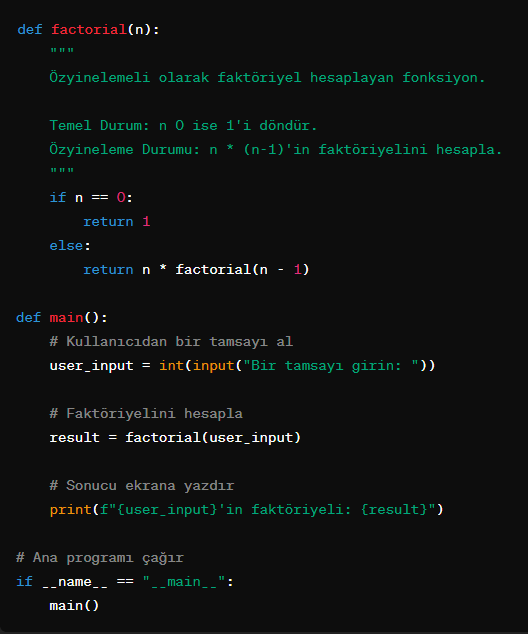 def factorial(n):
    """
    Özyinelemeli olarak faktöriyel hesaplayan fonksiyon.

    Temel Durum: n 0 ise 1'i döndür.
    Özyineleme Durumu: n * (n-1)'in faktöriyelini hesapla.
    """
    if n == 0:
        return 1
    else:
        return n * factorial(n - 1)

def main():
    # Kullanıcıdan bir tamsayı al
    user_input = int(input("Bir tamsayı girin: "))

    # Faktöriyelini hesapla
    result = factorial(user_input)

    # Sonucu ekrana yazdır
    print(f"{user_input}'in faktöriyeli: {result}")

# Ana programı çağır
if __name__ == "__main__":
    main()